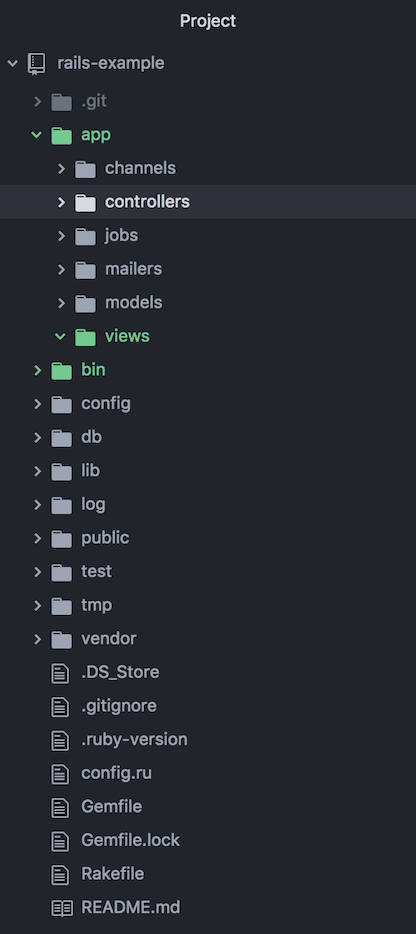 Project
rails-example
.git
app
channels
controllers
jobs
mailers
models
views
bin
config
db
lib
log
public
test
tmp
vendor
.DS_Store
.gitignore
.ruby-version
config.ru
Gemfile
Gemfile.lock
Rakefile
README.md